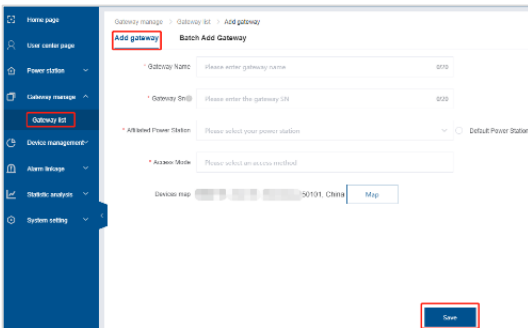 Home page
User center page
Power station
Gateway manage
Gateway list
Device management
Alarm linkage
Statistic analysis
System setting
Gateway manage > Gateway list > Add gateway
Add gateway Batch Add Gateway
* Gateway Name Please enter gateway name 0/20
* Gateway Sn Please enter the gateway SN 0/20
* Affiliated Power Station Please select your power station Default Power Station
* Access Mode Please select an access method
Devices map 50101, China Map
Save